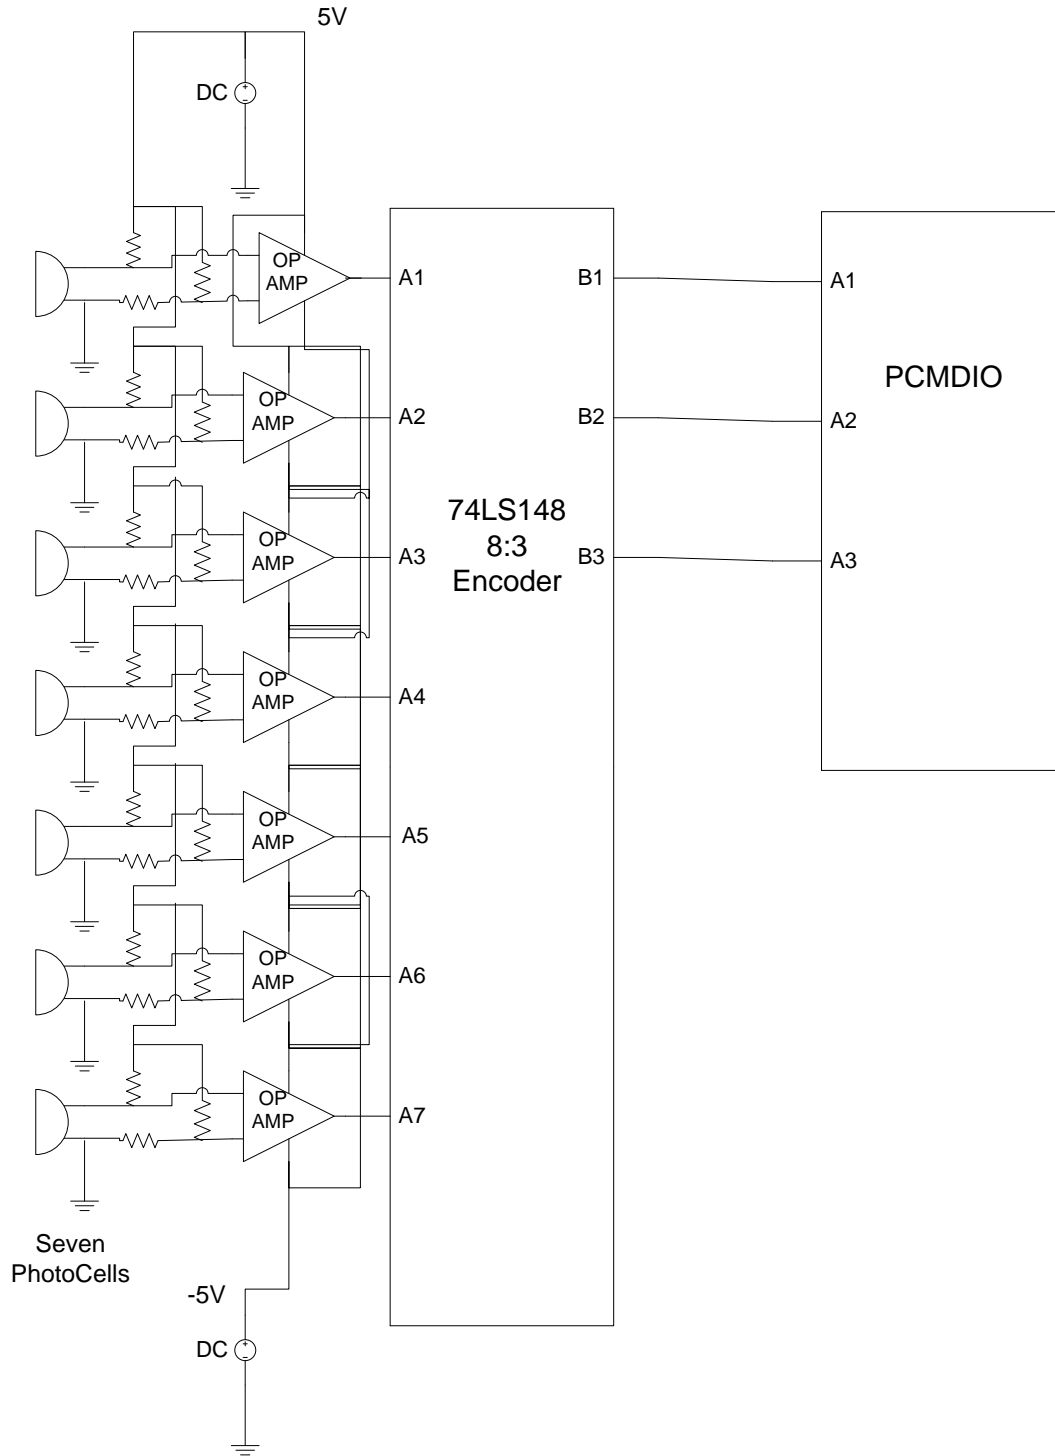 5V
DC
OP
AMP
A1
B1
A1
OP
AMP
A2
B2
A2
PCMDIO
OP
AMP
A3
74LS148
8:3
Encoder
B3
A3
OP
AMP
A4
OP
AMP
A5
OP
AMP
A6
OP
AMP
A7
Seven
PhotoCells
-5V
DC